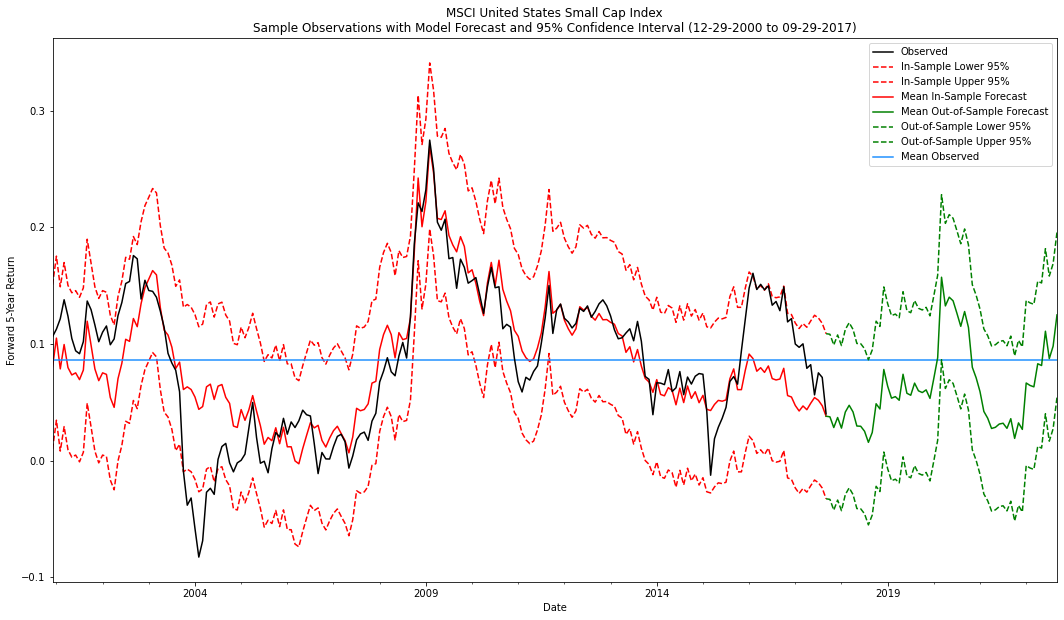 MSCI United States Small Cap Index
Sample Observations with Model Forecast and 95% Confidence Interval (12-29-2000 to 09-29-2017)
Observed
In-Sample Lower 95%
In-Sample Upper 95%
Mean In-Sample Forecast
Mean Out-of-Sample Forecast
Out-of-Sample Lower 95%
Out-of-Sample Upper 95%
Mean Observed
Forward 5-Year Return
0.3
0.2
0.1
0.0
−0.1
2004
2009
2014
2019
Date